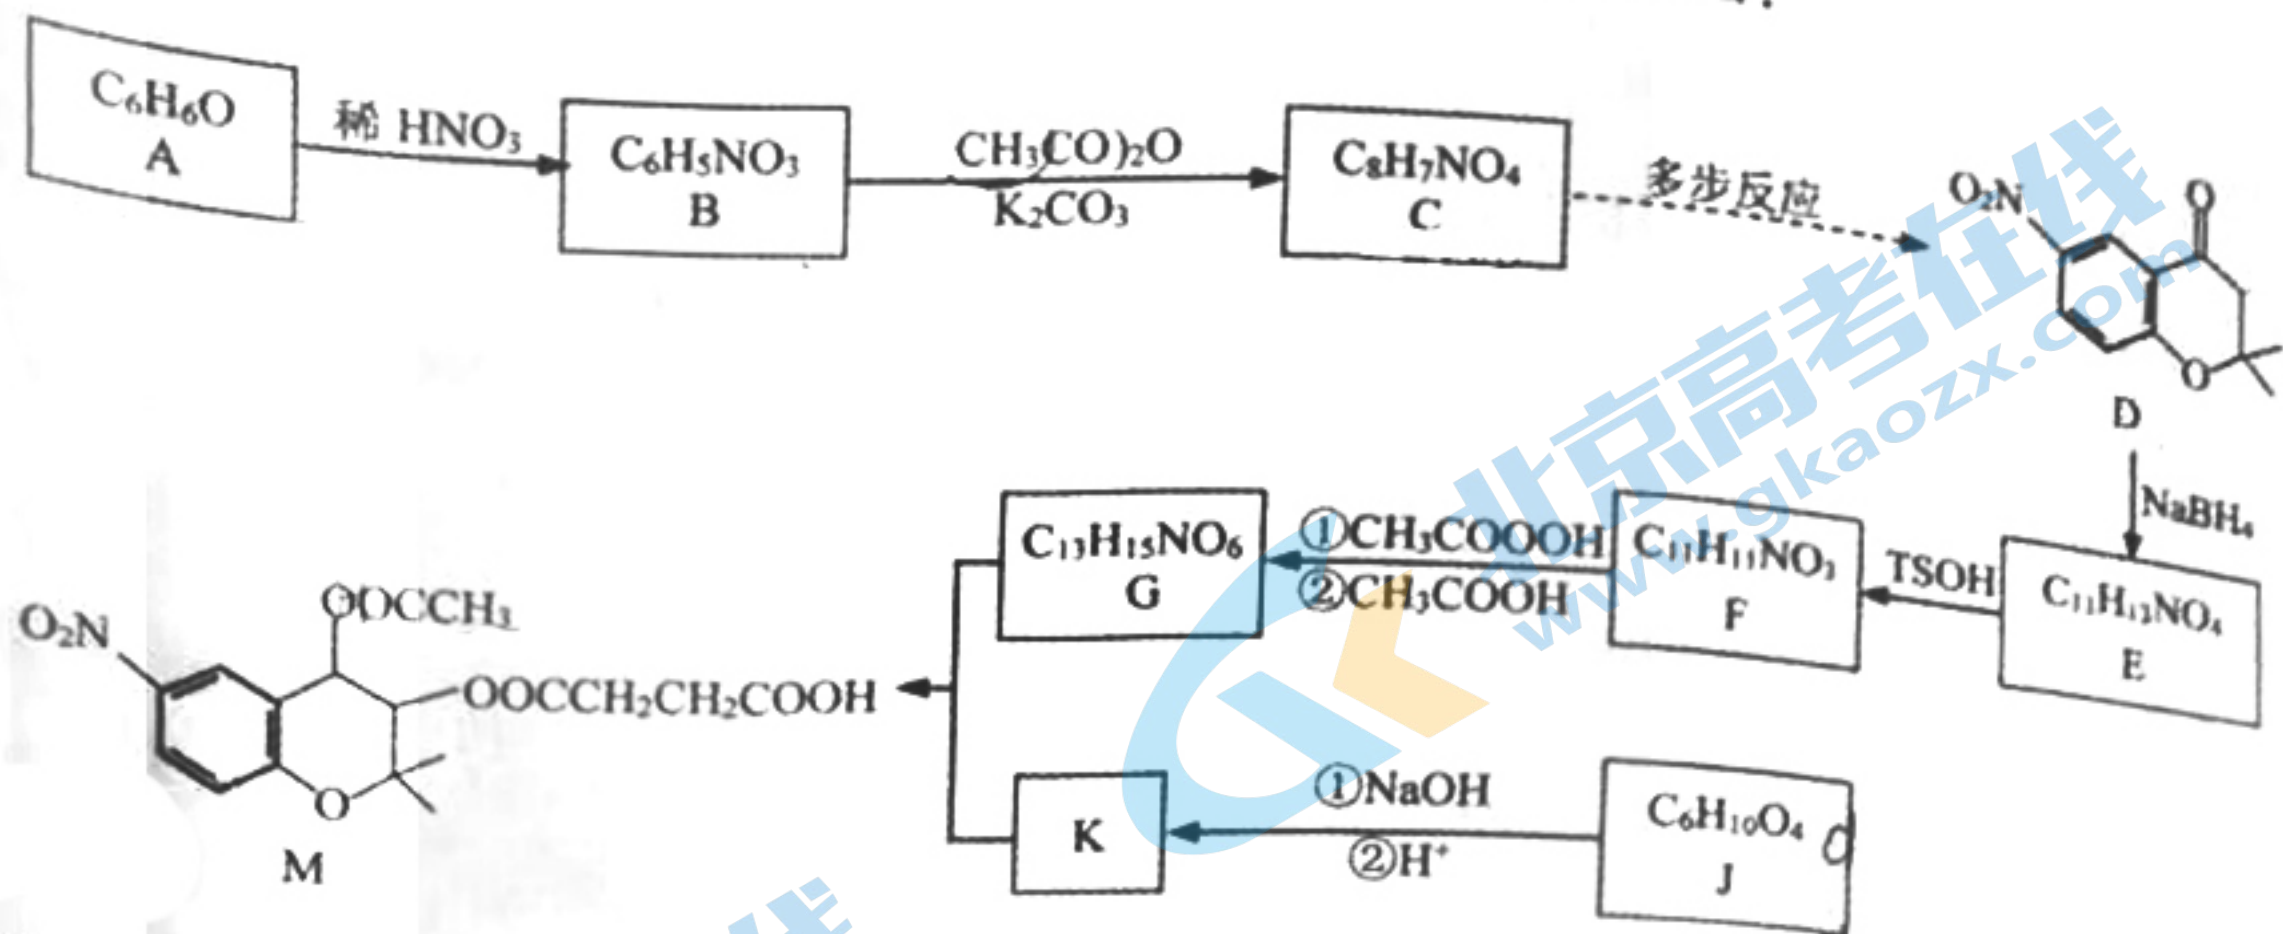 C₆H₆O
A
稀 HNO₃
C₆H₅NO₃
B
CH₃CO)₂O
K₂CO₃
C₈H₇NO₄
C
多步反应
O₂N
O
O
D
NaBH₄
C₁₁H₁₃NO₄
E
TSOH
C₁₁H₁₁NO₃
F
①CH₃COOOH
②CH₃COOH
C₁₃H₁₅NO₆
G
O₂N
OOCCH₃
OOCCH₂CH₂COOH
O
M
K
①NaOH
②H⁺
C₆H₁₀O₄
J
北京高考在线
www.gkaozx.com